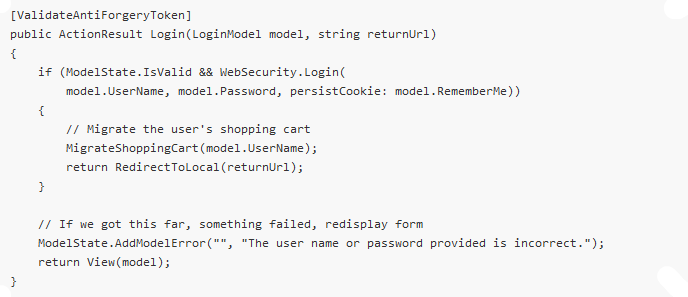 [ValidateAntiForgeryToken]
public ActionResult Login(LoginModel model, string returnUrl)
{
    if (ModelState.IsValid && WebSecurity.Login(
        model.UserName, model.Password, persistCookie: model.RememberMe))
    {
        // Migrate the user's shopping cart
        MigrateShoppingCart(model.UserName);
        return RedirectToLocal(returnUrl);
    }

    // If we got this far, something failed, redisplay form
    ModelState.AddModelError("", "The user name or password provided is incorrect.");
    return View(model);
}